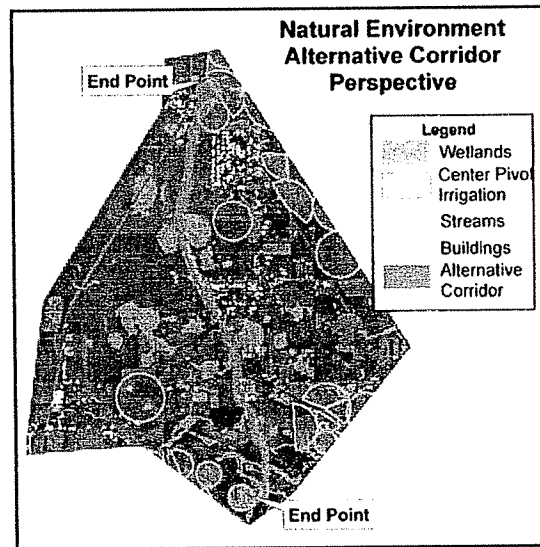 Natural Environment
Alternative Corridor
Perspective
End Point
Legend
Wetlands
Center Pivot
Irrigation
Streams
Buildings
Alternative
Corridor
End Point